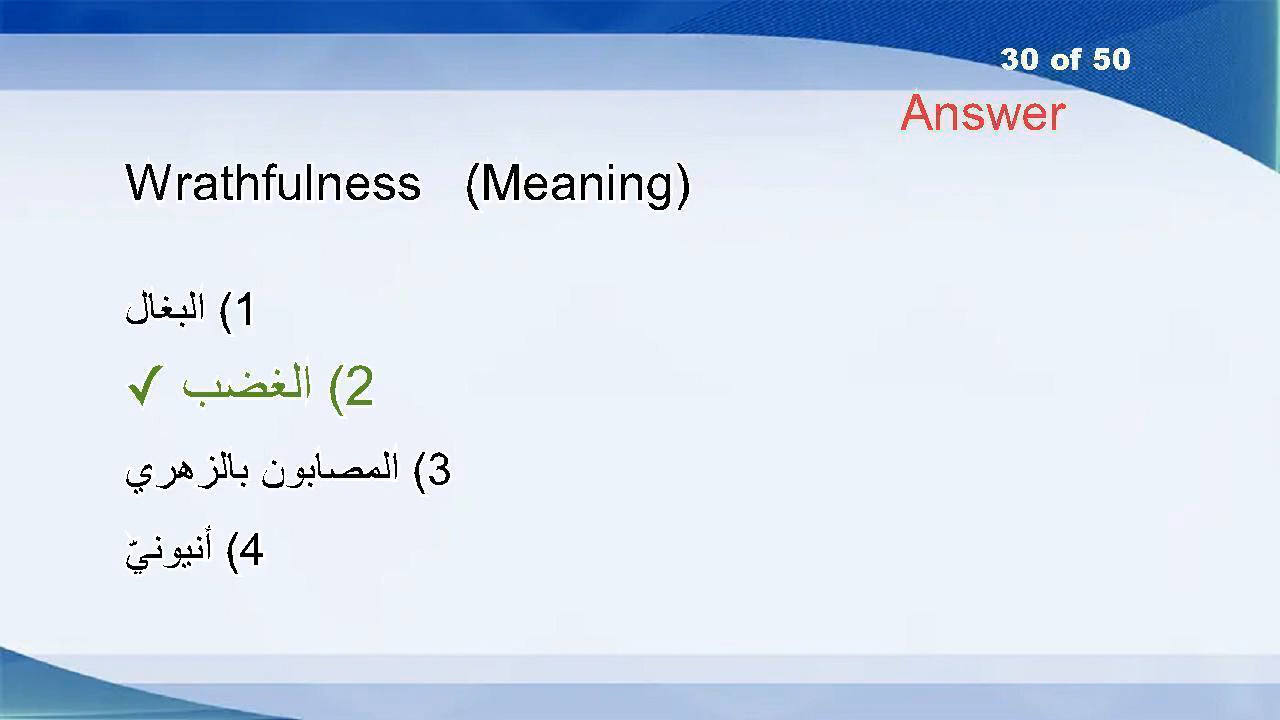 30 of 50
Answer
Wrathfulness (Meaning)
1) البغال
2) الغضب ✓
3) المصابون بالزهري
4) أنيونيّ